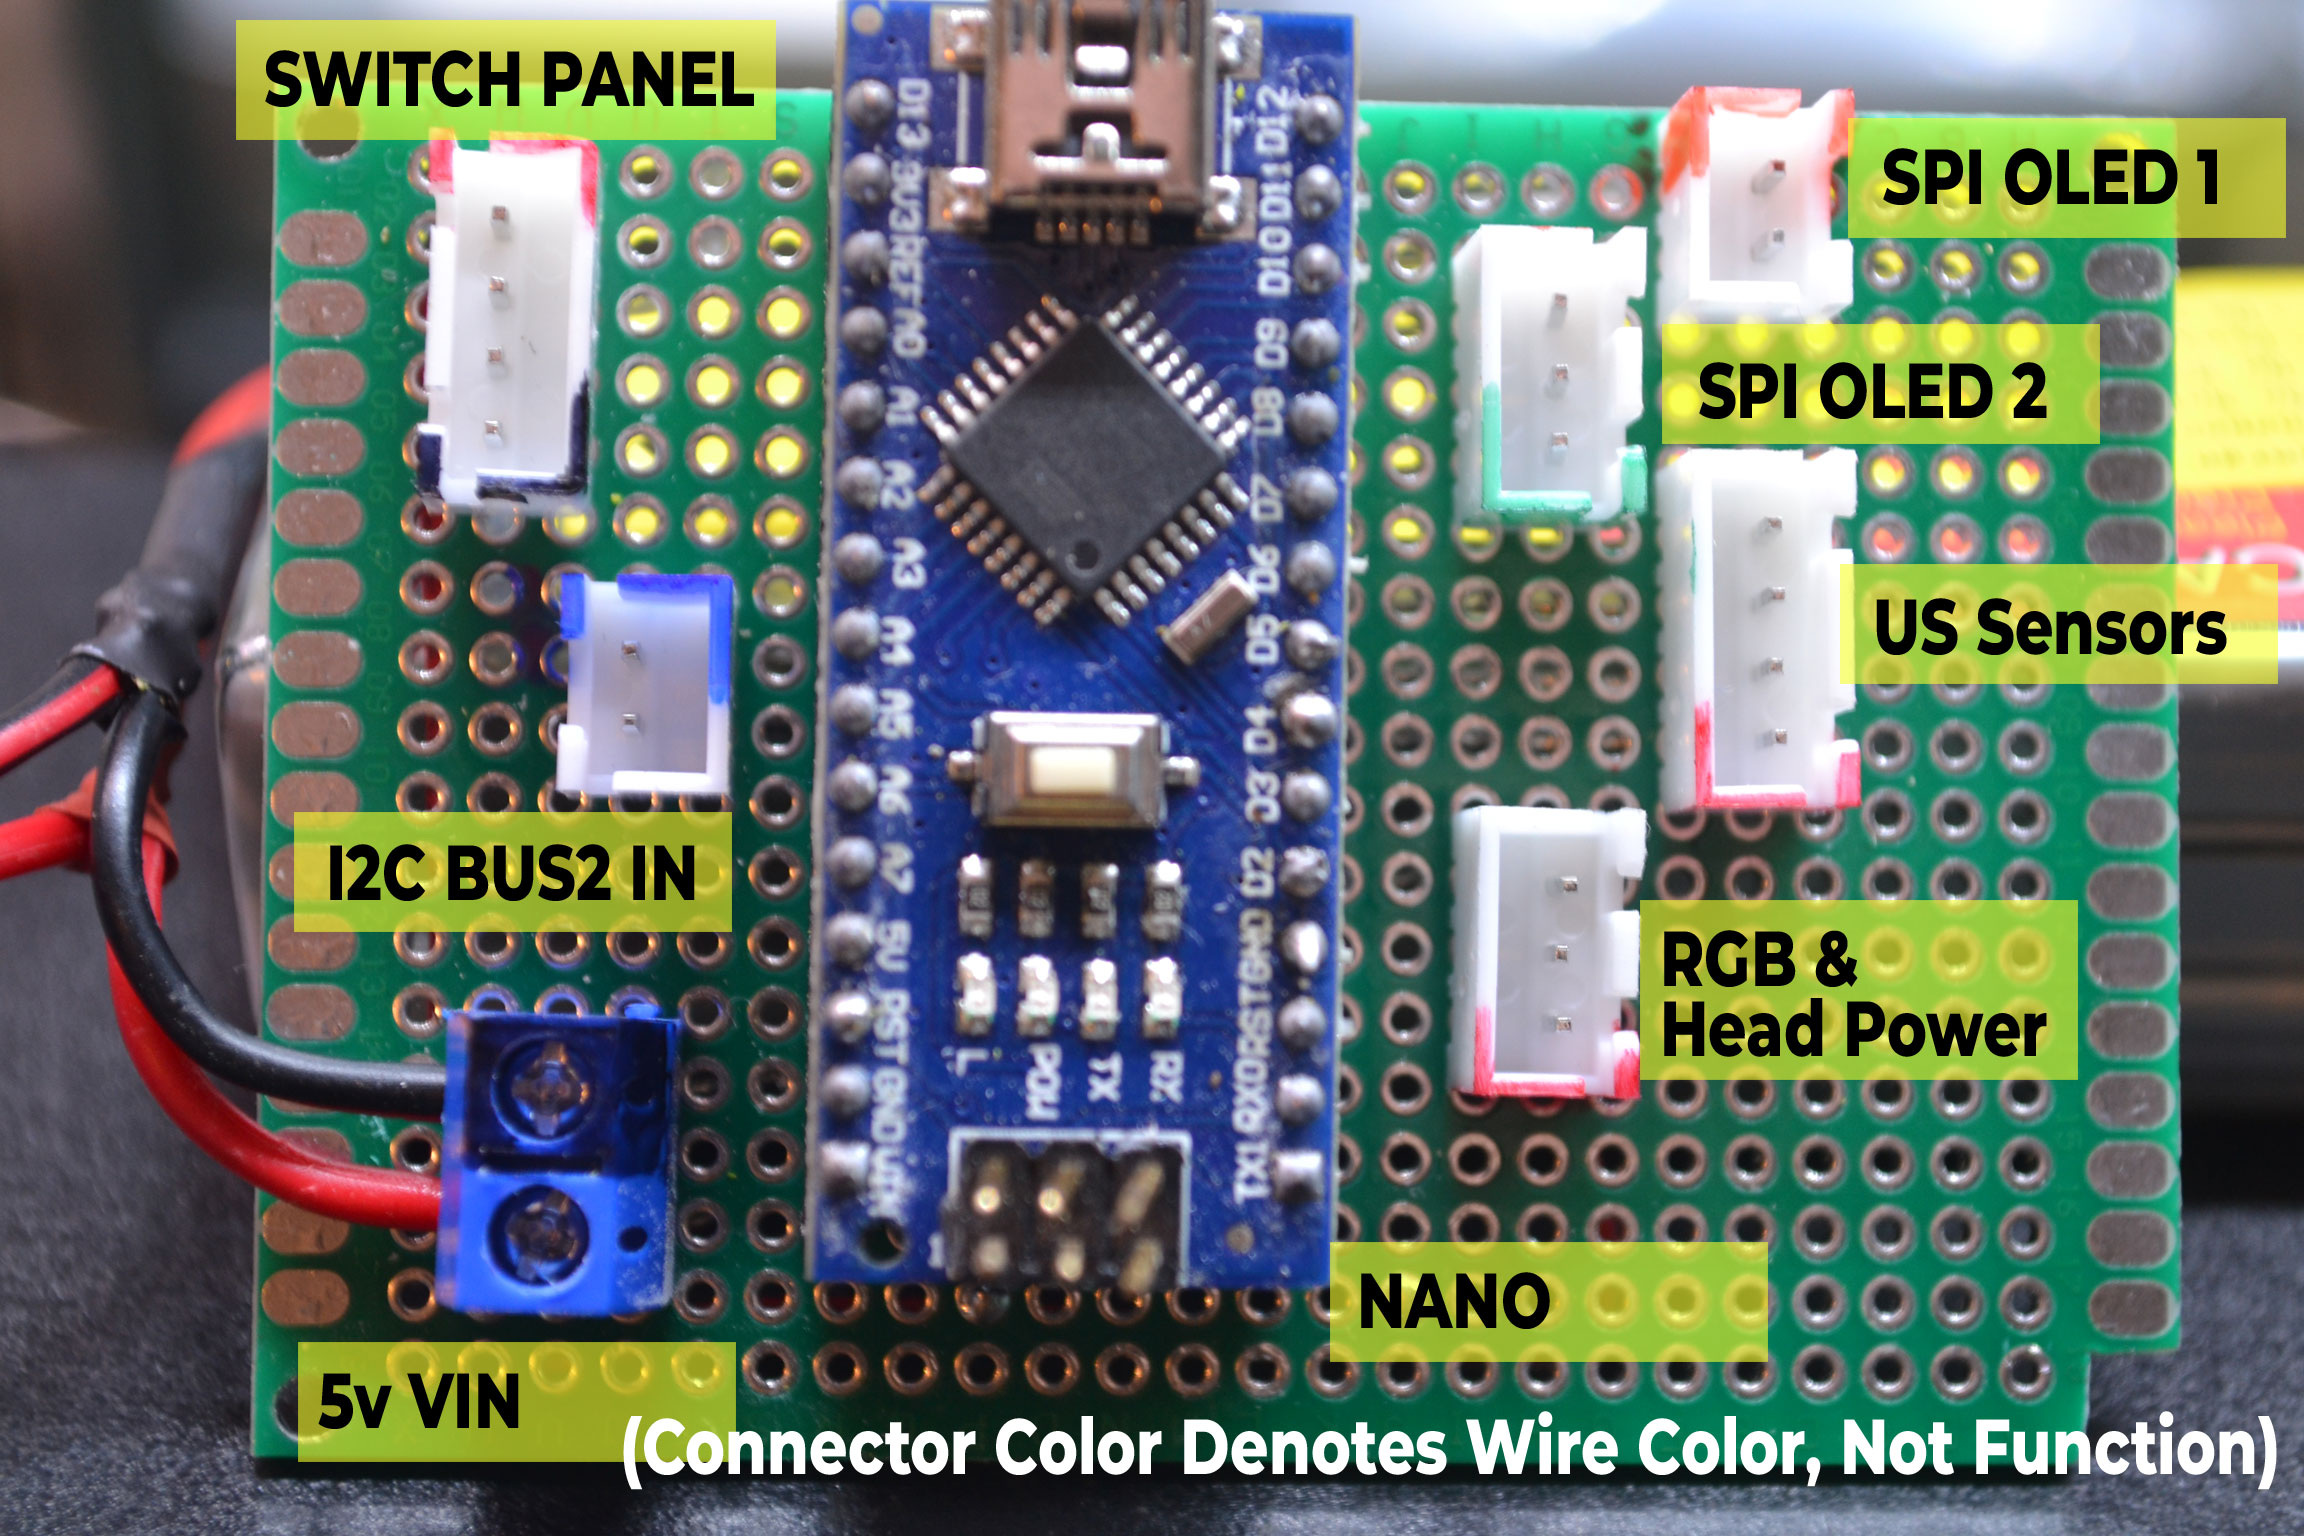 SWITCH PANEL
SPI OLED 1
SPI OLED 2
US Sensors
I2C BUS2 IN
RGB &
Head Power
NANO
5v VIN
(Connector Color Denotes Wire Color, Not Function)
D13 3V3 REF A0 A1 A2 A3 A4 A5 A6 A7 5V RST GND VIN
D12 D11 D10 D9 D8 D7 D6 D5 D4 D3 D2 GND RST RX0 TX1
L
POW
TX
RX
J I H